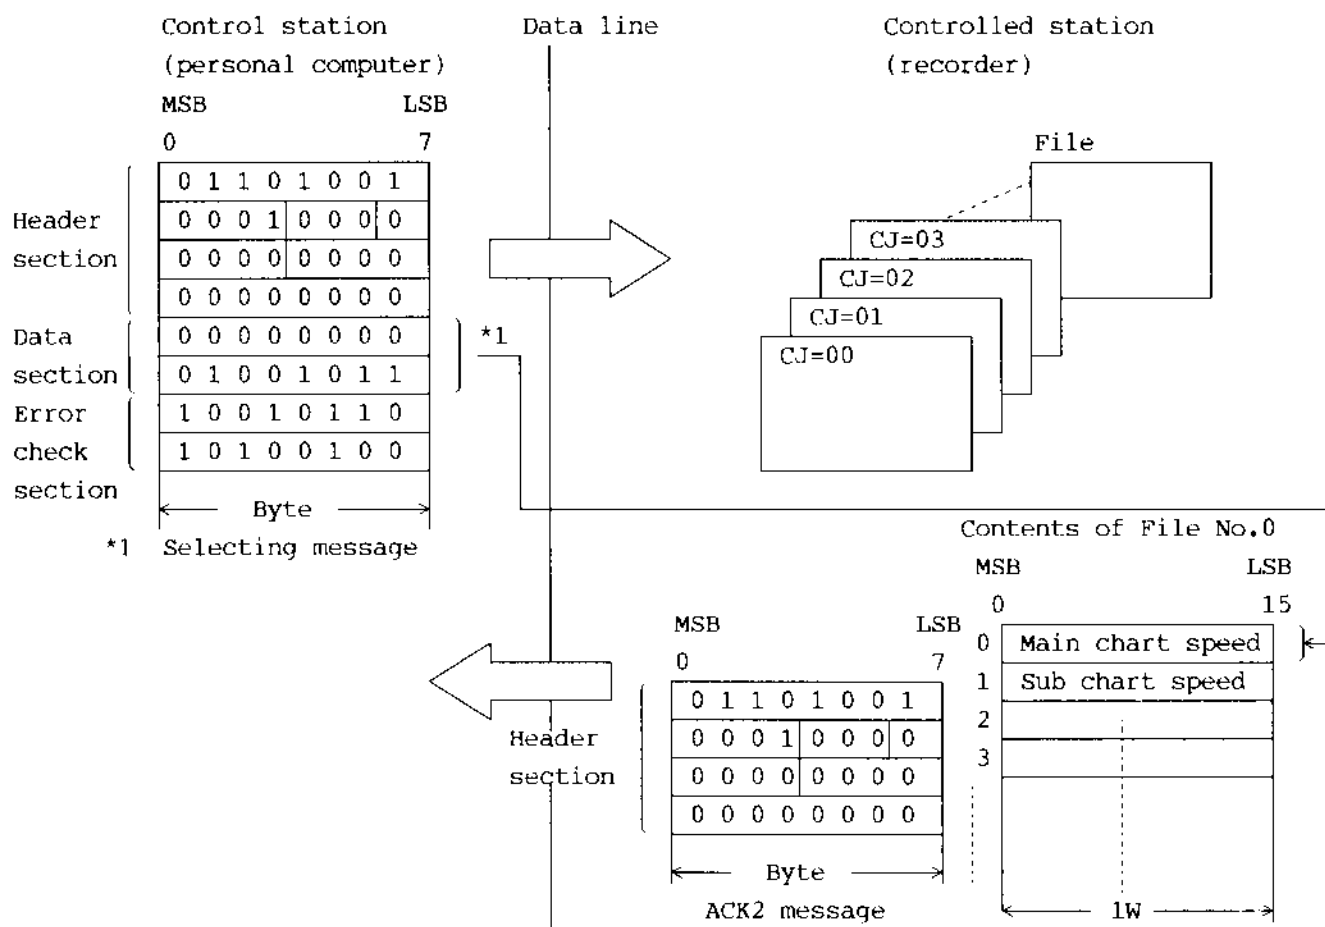 Control station
(personal computer)
Data line
Controlled station
(recorder)
MSB LSB
0 7
0 1 1 0 1 0 0 1
0 0 0 1 0 0 0 0
0 0 0 0 0 0 0 0
0 0 0 0 0 0 0 0
0 0 0 0 0 0 0 0
0 1 0 0 1 0 1 1
1 0 0 1 0 1 1 0
1 0 1 0 0 1 0 0
Header
section
Data
section
Error
check
section
Byte
*1
*1 Selecting message
File
CJ=03
CJ=02
CJ=01
CJ=00
Contents of File No.0
MSB LSB
0 15
0 Main chart speed
1 Sub chart speed
2
3
1W
MSB LSB
0 7
0 1 1 0 1 0 0 1
0 0 0 1 0 0 0 0
0 0 0 0 0 0 0 0
0 0 0 0 0 0 0 0
Header
section
Byte
ACK2 message